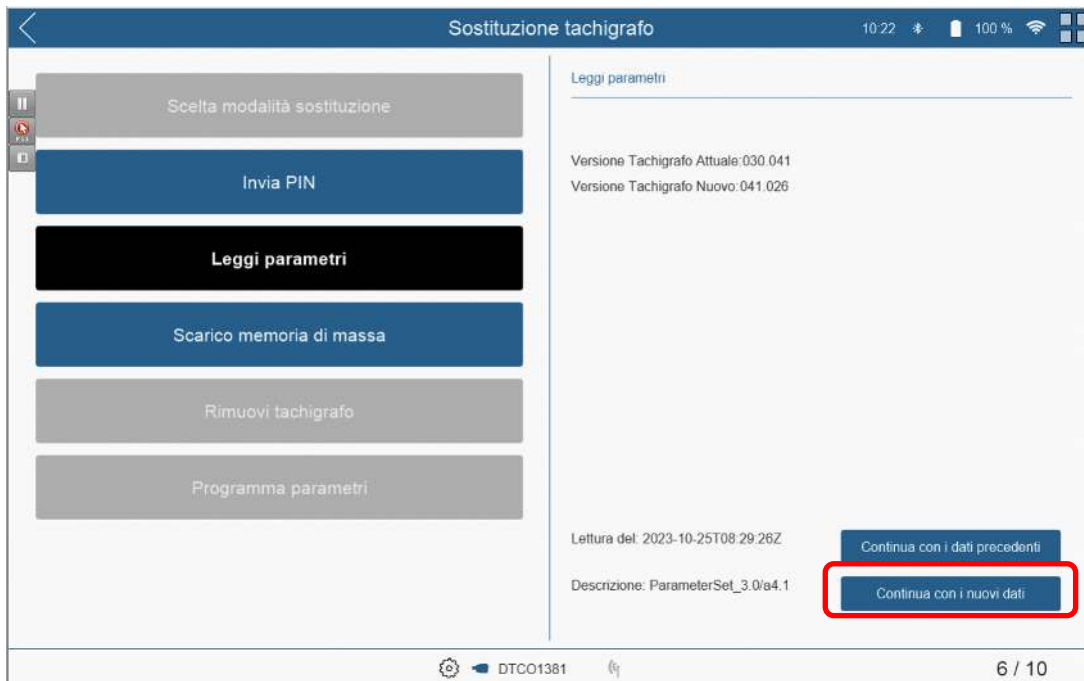 Sostituzione tachigrafo
10:22
100 %
Scelta modalità sostituzione
Invia PIN
Leggi parametri
Scarico memoria di massa
Rimuovi tachigrafo
Programma parametri
Leggi parametri
Versione Tachigrafo Attuale:030.041
Versione Tachigrafo Nuovo:041.026
Lettura del: 2023-10-25T08:29:26Z
Continua con i dati precedenti
Descrizione: ParameterSet_3.0/a4.1
Continua con i nuovi dati
DTCO1381
6 / 10